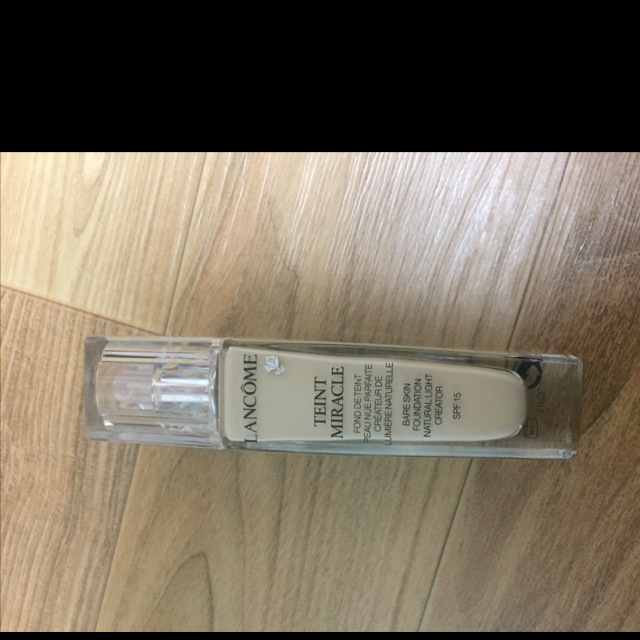 LANCÔME
TEINT
MIRACLE
FOND DE TEINT
PEAU NUE PARFAITE
CRÉATEUR DE
LUMIÈRE NATURELLE
BARE SKIN
FOUNDATION
NATURAL LIGHT
CREATOR
SPF 15